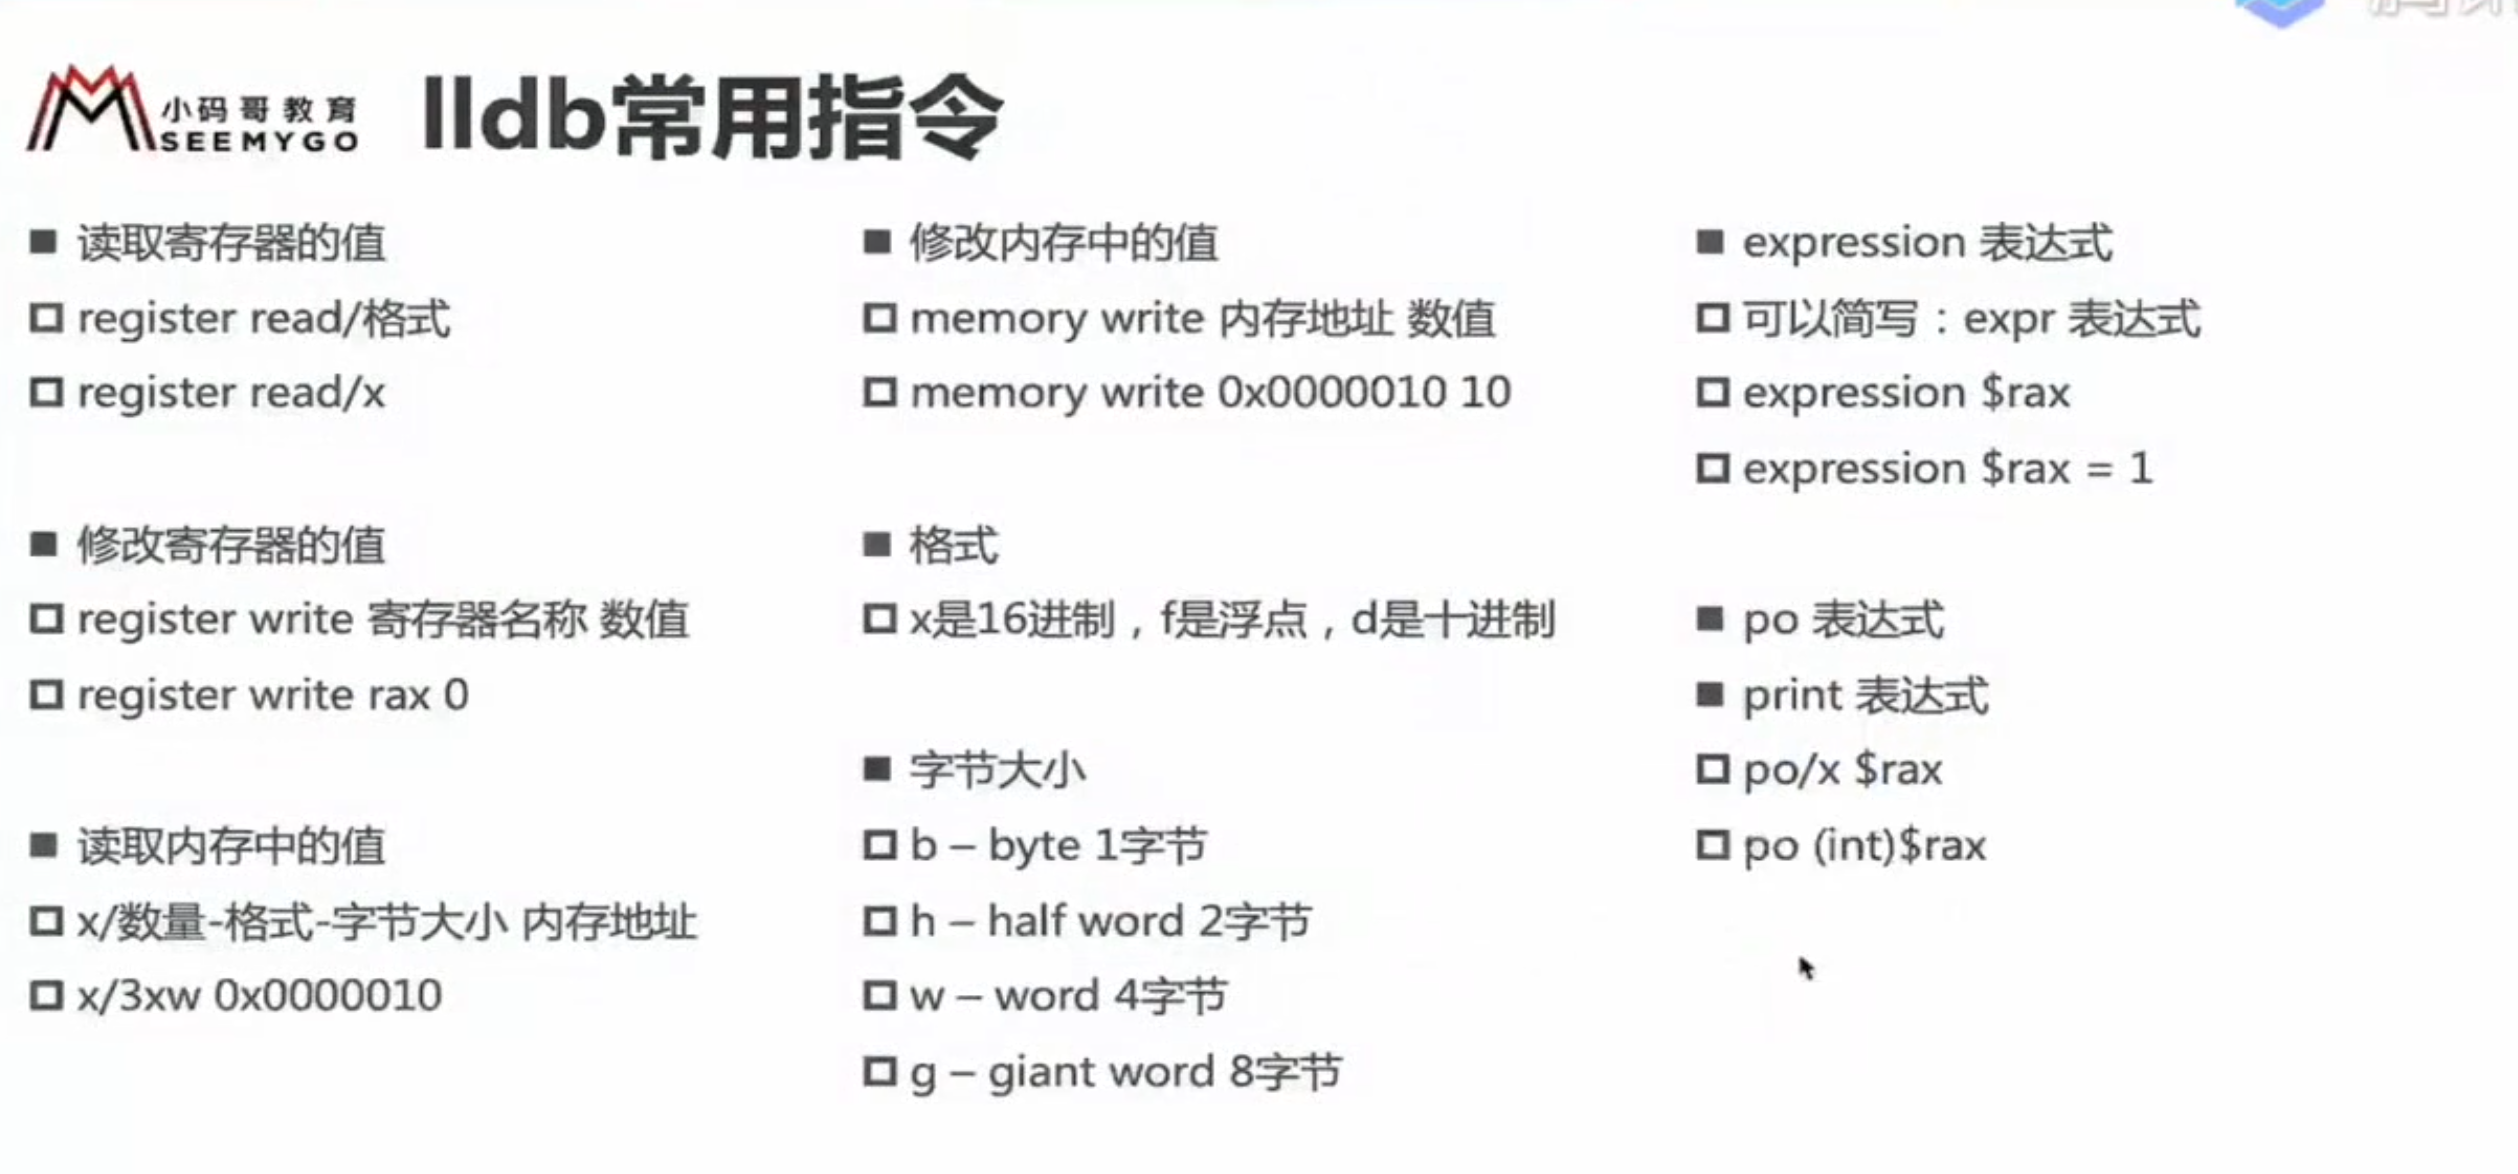 小码哥教育
SEEMYGO
lldb常用指令
■ 读取寄存器的值
□ register read/格式
□ register read/x
■ 修改寄存器的值
□ register write 寄存器名称 数值
□ register write rax 0
■ 读取内存中的值
□ x/数量-格式-字节大小 内存地址
□ x/3xw 0x0000010
■ 修改内存中的值
□ memory write 内存地址 数值
□ memory write 0x0000010 10
■ 格式
□ x是16进制，f是浮点，d是十进制
■ 字节大小
□ b – byte 1字节
□ h – half word 2字节
□ w – word 4字节
□ g – giant word 8字节
■ expression 表达式
□ 可以简写：expr 表达式
□ expression $rax
□ expression $rax = 1
■ po 表达式
■ print 表达式
□ po/x $rax
□ po (int)$rax